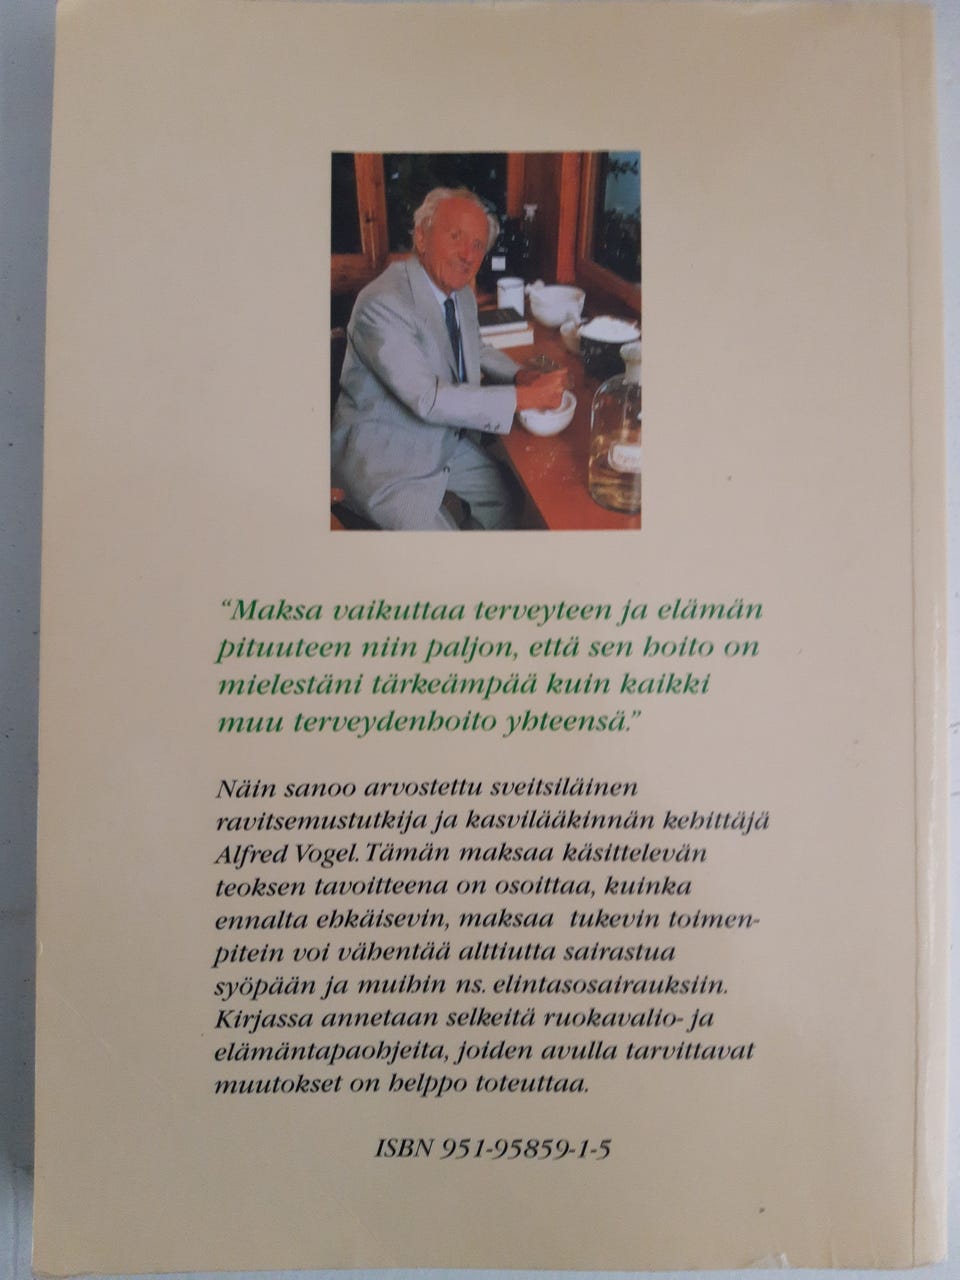 “Maksa vaikuttaa terveyteen ja elämän
pituuteen niin paljon, että sen hoito on
mielestäni tärkeämpää kuin kaikki
muu terveydenhoito yhteensä.”
Näin sanoo arvostettu sveitsiläinen
ravitsemustutkija ja kasvilääkinnän kehittäjä
Alfred Vogel. Tämän maksaa käsittelevän
teoksen tavoitteena on osoittaa, kuinka
ennalta ehkäisevin, maksaa tukevin toimen-
pitein voi vähentää alttiutta sairastua
syöpään ja muihin ns. elintasosairauksiin.
Kirjassa annetaan selkeitä ruokavalio- ja
elämäntapaohjeita, joiden avulla tarvittavat
muutokset on helppo toteuttaa.
ISBN 951-95859-1-5